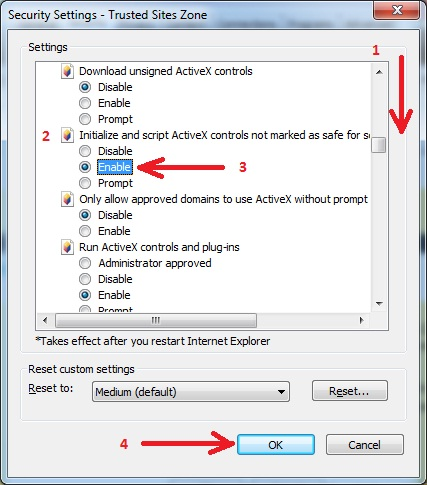 Security Settings - Trusted Sites Zone
Settings
1
Download unsigned ActiveX controls
Disable
Enable
Prompt
2
Initialize and script ActiveX controls not marked as safe for s
Disable
Enable
3
Prompt
Only allow approved domains to use ActiveX without prompt
Disable
Enable
Run ActiveX controls and plug-ins
Administrator approved
Disable
Enable
Prompt
*Takes effect after you restart Internet Explorer
Reset custom settings
Reset to:
Medium (default)
Reset...
4
OK
Cancel